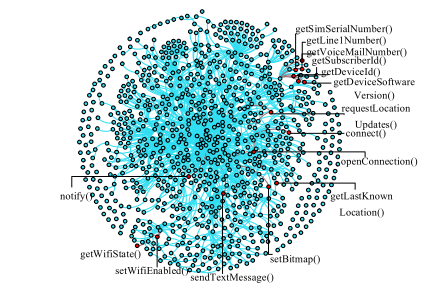 getSimSerialNumber()
getLine1Number()
getVoiceMailNumber()
getSubscriberId()
getDeviceId()
getDeviceSoftware
Version()
requestLocation
Updates()
connect()
openConnection()
notify()
getLastKnown
Location()
getWifiState()
setBitmap()
setWifiEnabled()
sendTextMessage()